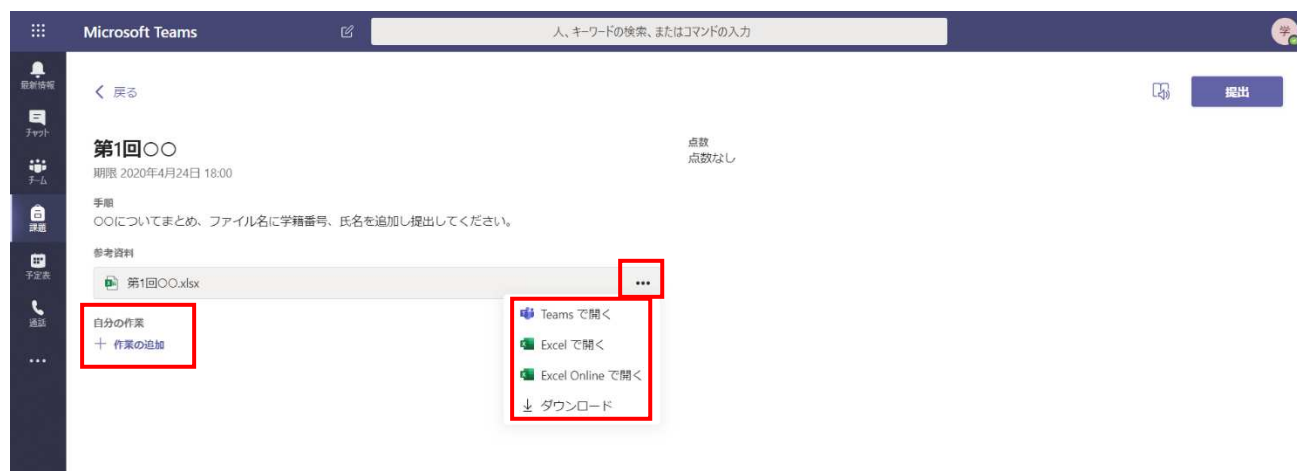 Microsoft Teams
人、キーワードの検索、またはコマンドの入力
学
最新情報
チャット
チーム
課題
予定表
通話
戻る
提出
第1回〇〇
期限 2020年4月24日 18:00
点数
点数なし
手順
〇〇についてまとめ、ファイル名に学籍番号、氏名を追加し提出してください。
参考資料
第1回〇〇.xlsx
自分の作業
作業の追加
Teams で開く
Excel で開く
Excel Online で開く
ダウンロード